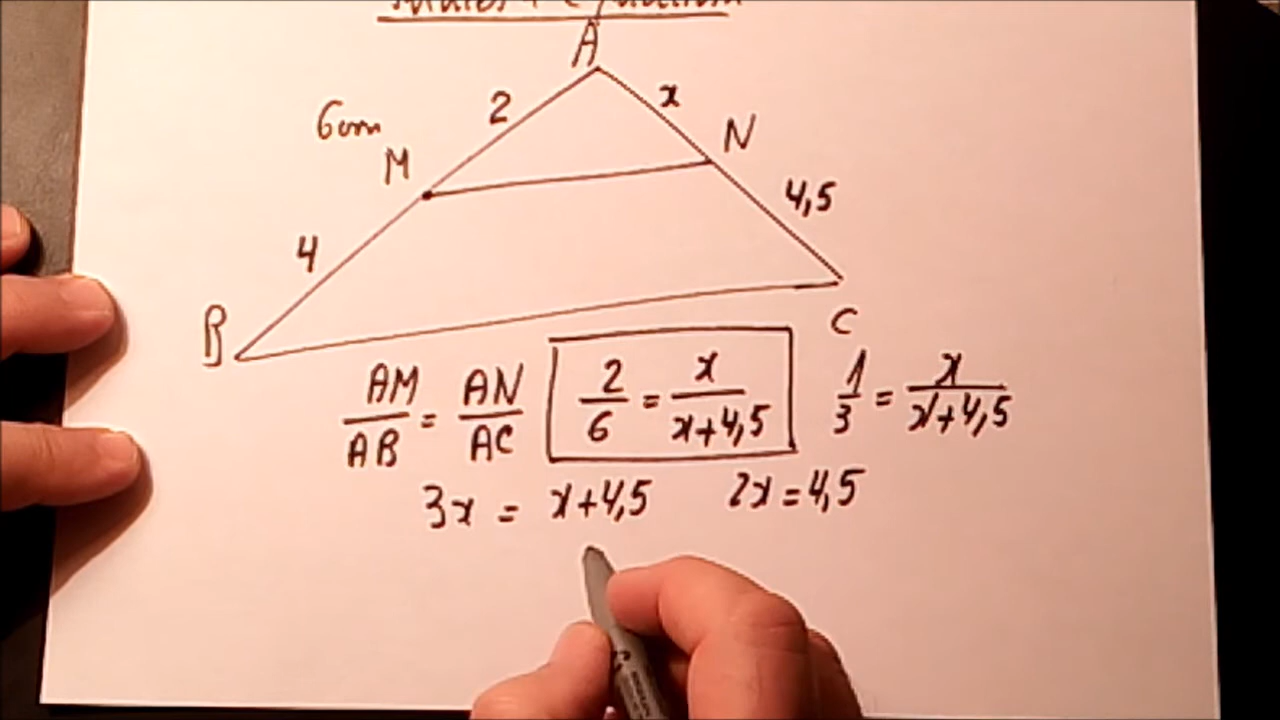 A
2 x
6cm
M N
4 4,5
B C
AM/AB = AN/AC 2/6 = x/x+4,5 1/3 = x/x+4,5
3x = x+4,5 2x = 4,5